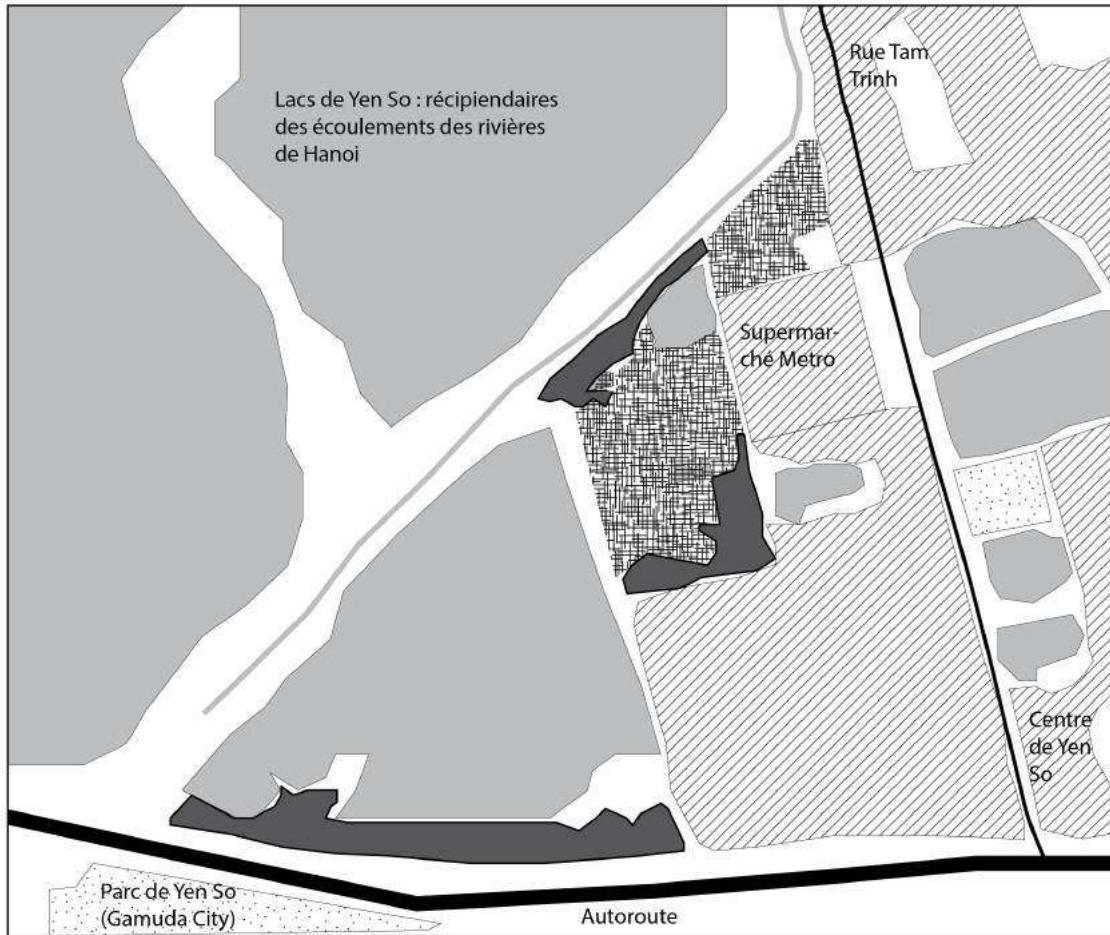 Rue Tam
Trinh
Lacs de Yen So : récipiendaires
des écoulements des rivières
de Hanoi
Supermar-
ché Metro
Centre
de Yen
So
Parc de Yen So
(Gamuda City)
Autoroute